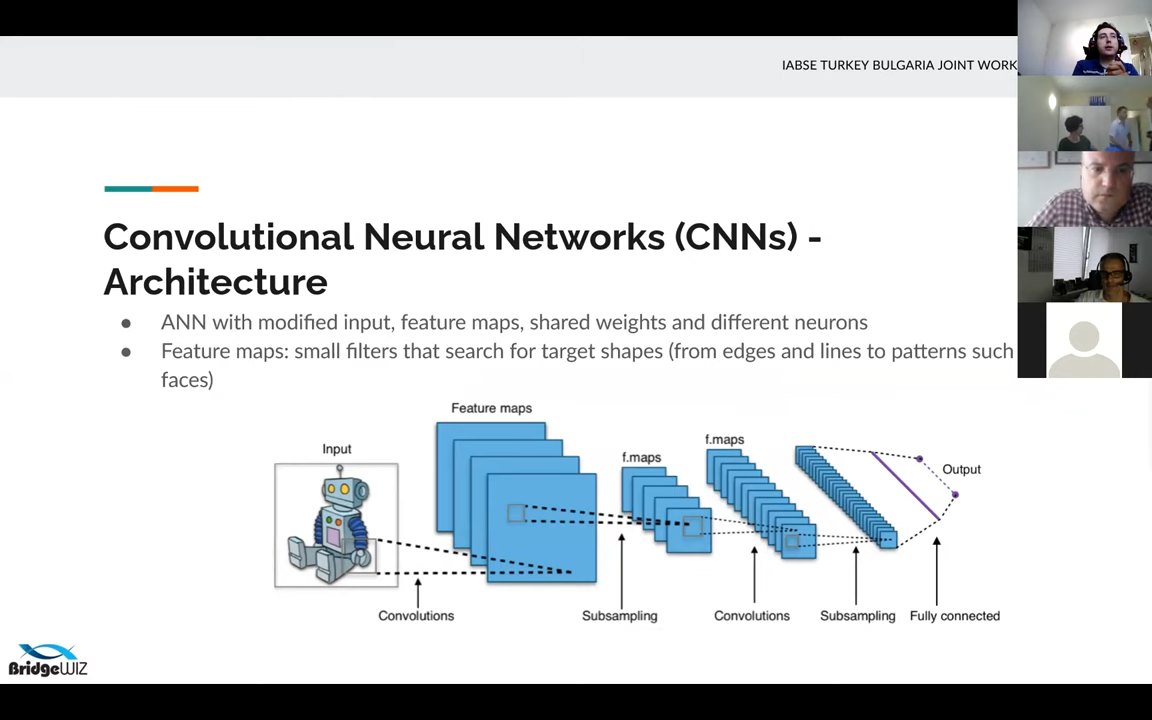 IABSE TURKEY BULGARIA JOINT WORK
Convolutional Neural Networks (CNNs) -
Architecture
● ANN with modified input, feature maps, shared weights and different neurons
● Feature maps: small filters that search for target shapes (from edges and lines to patterns such
faces)
Feature maps
Input
f.maps
f.maps
Output
Convolutions
Subsampling
Convolutions
Subsampling
Fully connected
BridgeWIZ